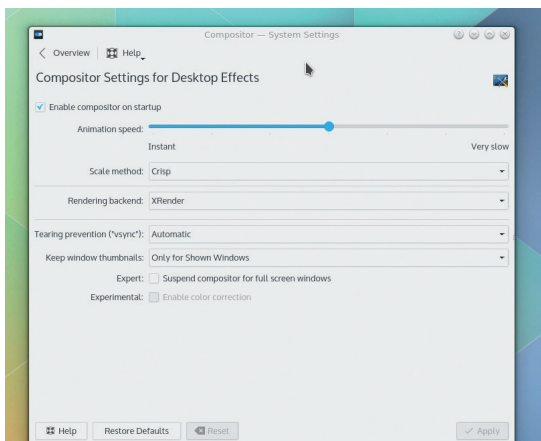 Compositor — System Settings
Overview Help
Compositor Settings for Desktop Effects
Enable compositor on startup
Animation speed:
Instant Very slow
Scale method: Crisp
Rendering backend: XRender
Tearing prevention ("vsync"): Automatic
Keep window thumbnails: Only for Shown Windows
Expert: Suspend compositor for full screen windows
Experimental: Enable color correction
Help Restore Defaults Reset Apply